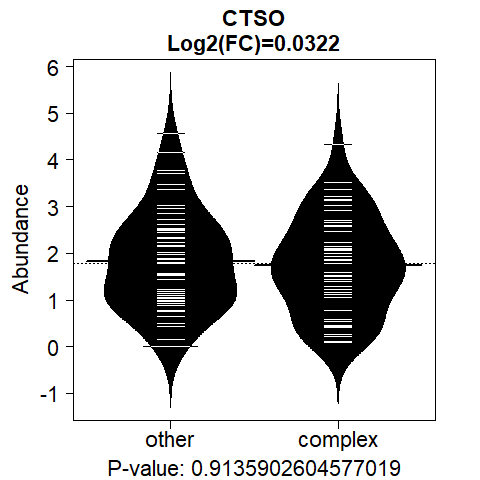 CTSO
Log2(FC)=0.0322
Abundance
6
5
4
3
2
1
0
-1
other complex
P-value: 0.9135902604577019